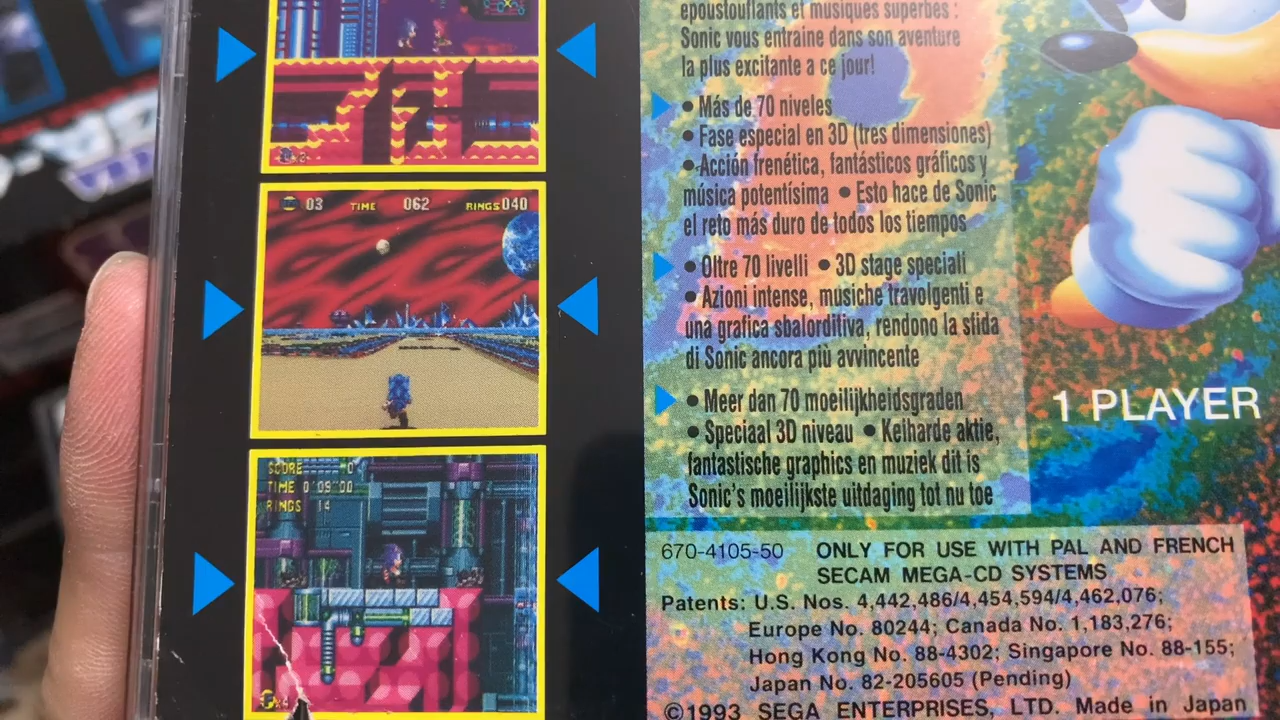 03 TIME 062 RINGS 040
SCORE 0
TIME 0'09"00
RINGS 14
époustouflants et musiques superbes :
Sonic vous entraine dans son aventure
la plus excitante a ce jour!
• Más de 70 niveles
• Fase especial en 3D (tres dimensiones)
• Acción frenética, fantásticos gráficos y
música potentísima • Esto hace de Sonic
el reto más duro de todos los tiempos
• Oltre 70 livelli • 3D stage speciali
• Azioni intense, musiche travolgenti e
una grafica sbalorditiva, rendono la sfida
di Sonic ancora più avvincente
• Meer dan 70 moeilijkheidsgraden
• Speciaal 3D niveau • Keiharde aktie,
fantastische graphics en muziek dit is
Sonic's moeilijkste uitdaging tot nu toe
1 PLAYER
670-4105-50 ONLY FOR USE WITH PAL AND FRENCH
SECAM MEGA-CD SYSTEMS
Patents: U.S. Nos. 4,442,486/4,454,594/4,462,076;
Europe No. 80244; Canada No. 1,183,276;
Hong Kong No. 88-4302; Singapore No. 88-155;
Japan No. 82-205605 (Pending)
©1993 SEGA ENTERPRISES, LTD. Made in Japan